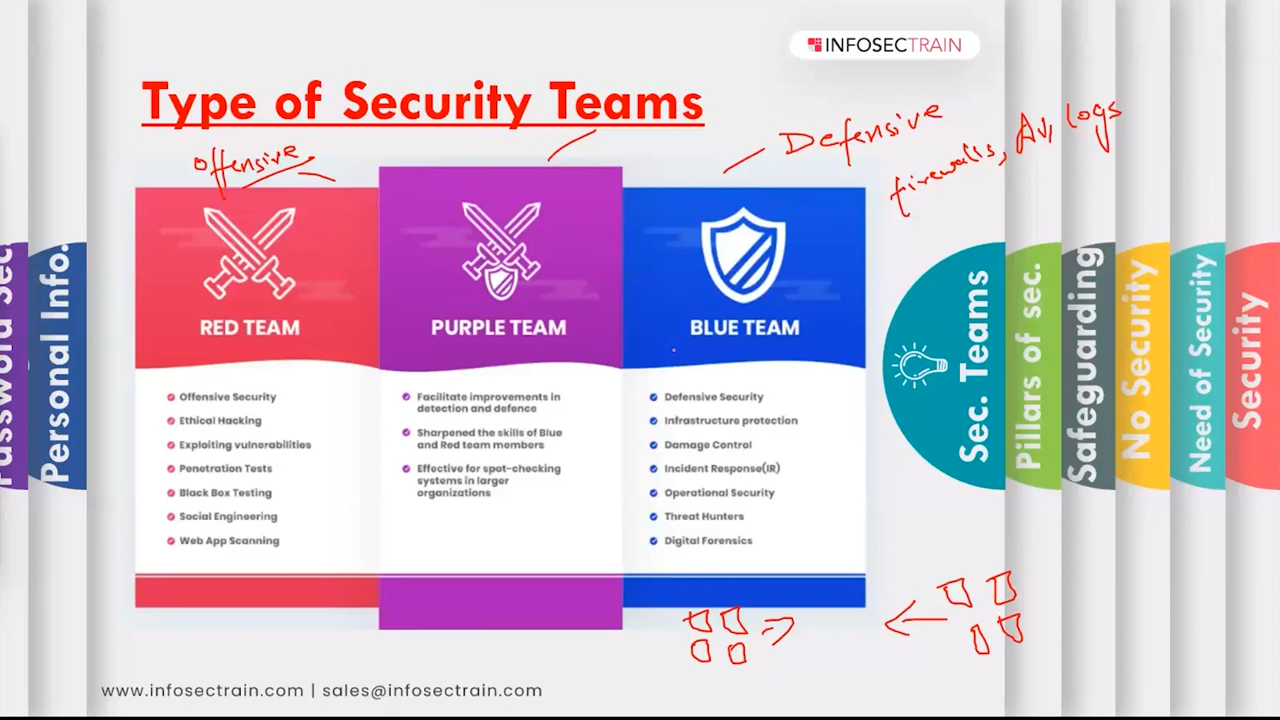 INFOSECTRAIN
Type of Security Teams
offensive
Defensive
firewalls, AV, logs
RED TEAM
Offensive Security
Ethical Hacking
Exploiting vulnerabilities
Penetration Tests
Black Box Testing
Social Engineering
Web App Scanning
PURPLE TEAM
Facilitate improvements in
detection and defence
Sharpened the skills of Blue
and Red team members
Effective for spot-checking
systems in larger
organizations
BLUE TEAM
Defensive Security
Infrastructure protection
Damage Control
Incident Response(IR)
Operational Security
Threat Hunters
Digital Forensics
Password Sec.
Personal Info.
Sec. Teams
Pillars of sec.
Safeguarding
No Security
Need of Security
Security
www.infosectrain.com | sales@infosectrain.com